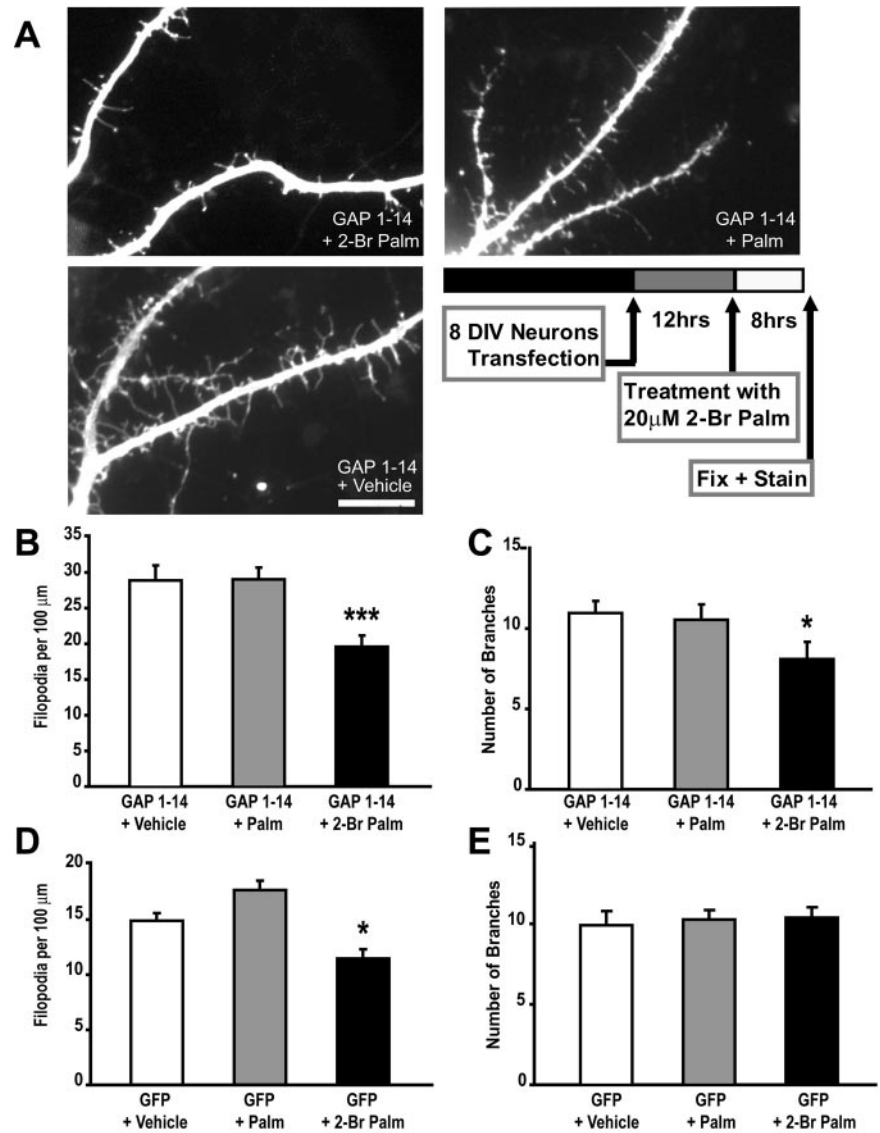 A
GAP 1-14
+ 2-Br Palm
GAP 1-14
+ Palm
GAP 1-14
+ Vehicle
12hrs
8hrs
8 DIV Neurons
Transfection
Treatment with
20μM 2-Br Palm
Fix + Stain
B
Filopodia per 100 μm
35
30
25
20
15
10
5
0
***
GAP 1-14
+ Vehicle
GAP 1-14
+ Palm
GAP 1-14
+ 2-Br Palm
C
Number of Branches
15
10
5
0
*
GAP 1-14
+ Vehicle
GAP 1-14
+ Palm
GAP 1-14
+ 2-Br Palm
D
Filopodia per 100 μm
20
15
10
5
0
*
GFP
+ Vehicle
GFP
+ Palm
GFP
+ 2-Br Palm
E
Number of Branches
15
10
5
0
GFP
+ Vehicle
GFP
+ Palm
GFP
+ 2-Br Palm